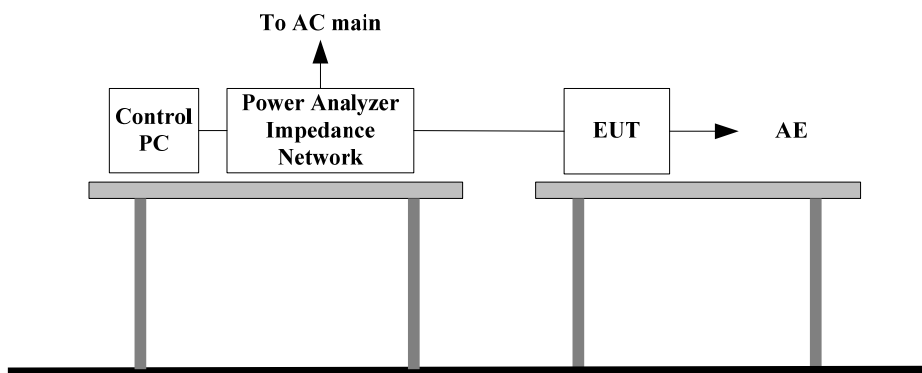 To AC main
Control
PC
Power Analyzer
Impedance
Network
EUT
AE